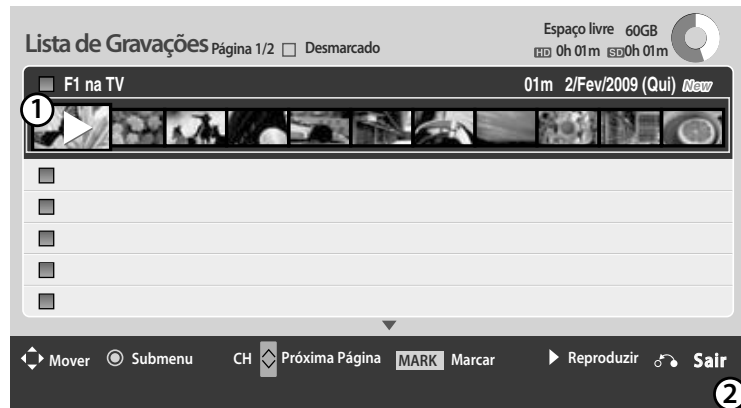 Lista de Gravações Página 1/2 Desmarcado
Espaço livre 60GB
HD 0h 01m SD 0h 01m
F1 na TV 01m 2/Fev/2009 (Qui) New
1
Mover Submenu CH Próxima Página MARK Marcar Reproduzir Sair
2